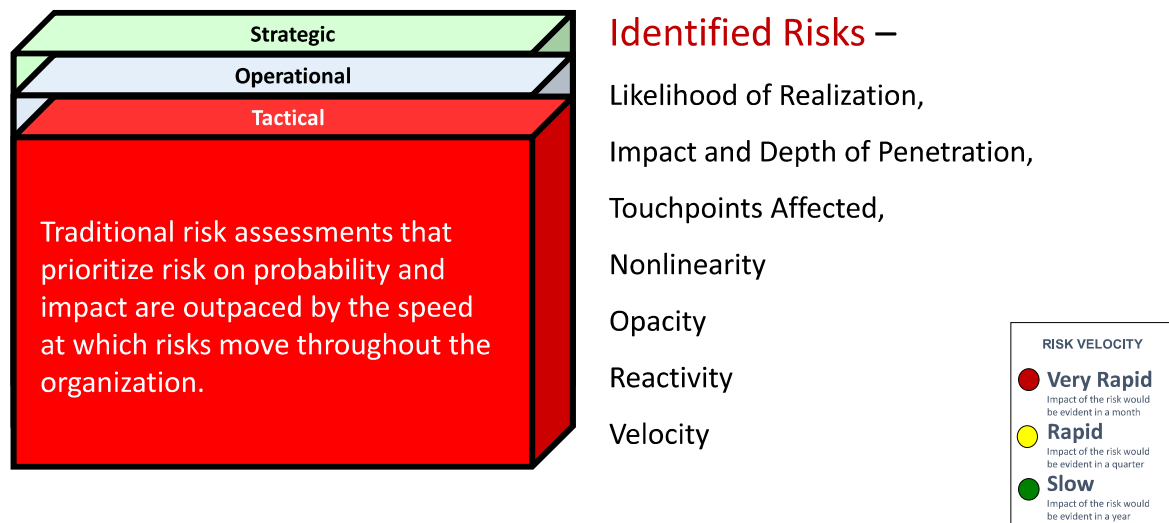 Strategic
Operational
Tactical
Traditional risk assessments that
prioritize risk on probability and
impact are outpaced by the speed
at which risks move throughout the
organization.
Identified Risks –
Likelihood of Realization,
Impact and Depth of Penetration,
Touchpoints Affected,
Nonlinearity
Opacity
Reactivity
Velocity
RISK VELOCITY
Very Rapid
Impact of the risk would
be evident in a month
Rapid
Impact of the risk would
be evident in a quarter
Slow
Impact of the risk would
be evident in a year